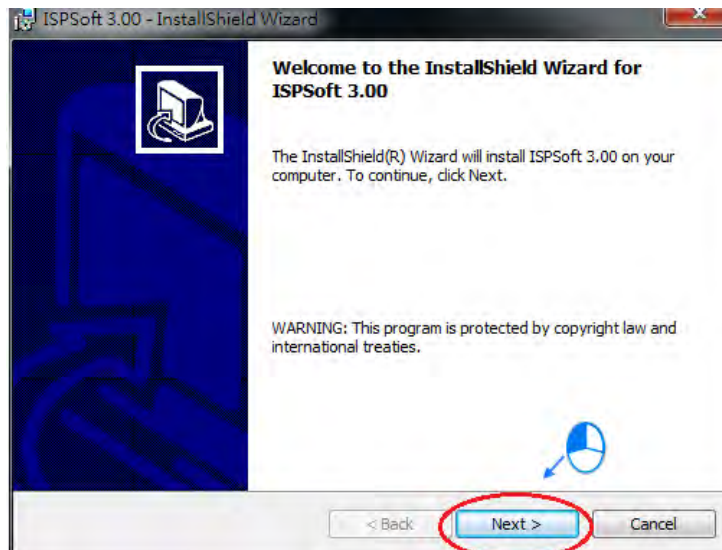 ISPSoft 3.00 - InstallShield Wizard
Welcome to the InstallShield Wizard for
ISPSoft 3.00
The InstallShield(R) Wizard will install ISPSoft 3.00 on your
computer. To continue, click Next.
WARNING: This program is protected by copyright law and
international treaties.
< Back Next > Cancel